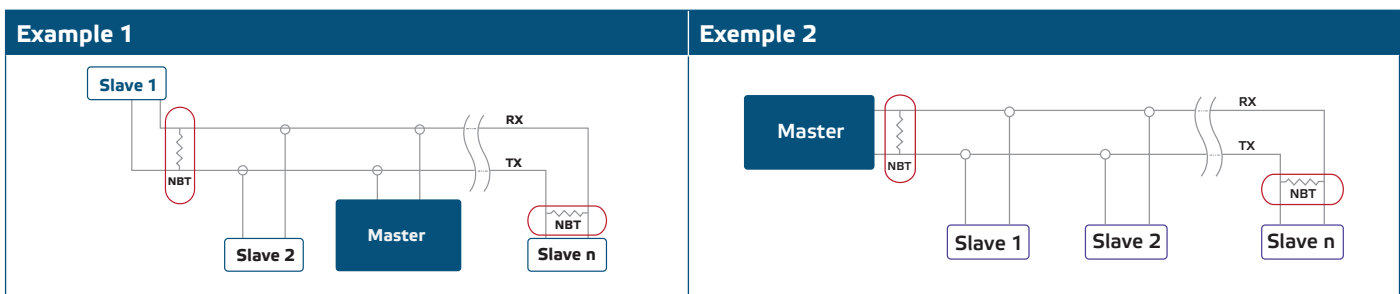 Example 1
Slave 1
RX
TX
NBT
Slave 2
Master
NBT
Slave n
Exemple 2
Master
RX
TX
NBT
NBT
Slave 1
Slave 2
Slave n